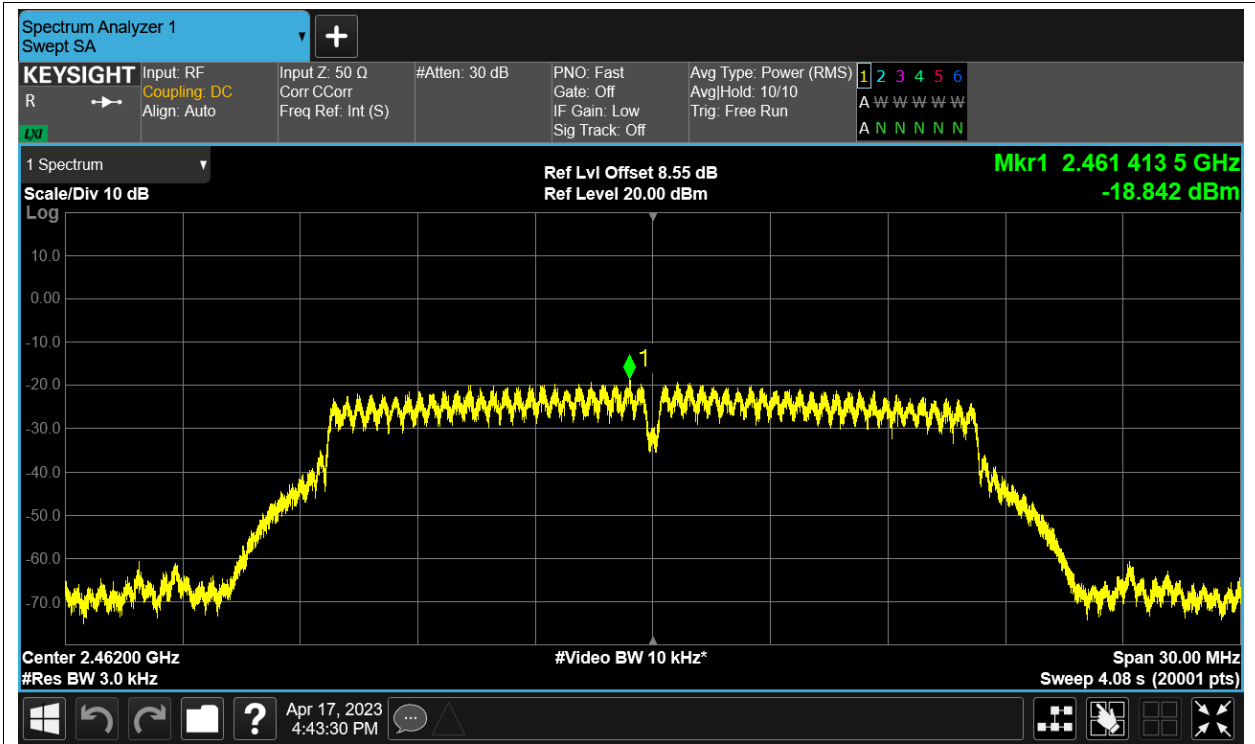 Spectrum Analyzer 1
Swept SA
KEYSIGHT
R
LXI
Input: RF
Coupling: DC
Align: Auto
Input Z: 50 Ω
Corr CCorr
Freq Ref: Int (S)
#Atten: 30 dB
PNO: Fast
Gate: Off
IF Gain: Low
Sig Track: Off
Avg Type: Power (RMS)
Avg|Hold: 10/10
Trig: Free Run
1 2 3 4 5 6
A W W W W W
A N N N N N
1 Spectrum
Scale/Div 10 dB
Ref Lvl Offset 8.55 dB
Ref Level 20.00 dBm
Mkr1 2.461 413 5 GHz
-18.842 dBm
Log
10.0
0.00
-10.0
-20.0
-30.0
-40.0
-50.0
-60.0
-70.0
1
Center 2.46200 GHz
#Video BW 10 kHz*
Span 30.00 MHz
#Res BW 3.0 kHz
Sweep 4.08 s (20001 pts)
?
Apr 17, 2023
4:43:30 PM